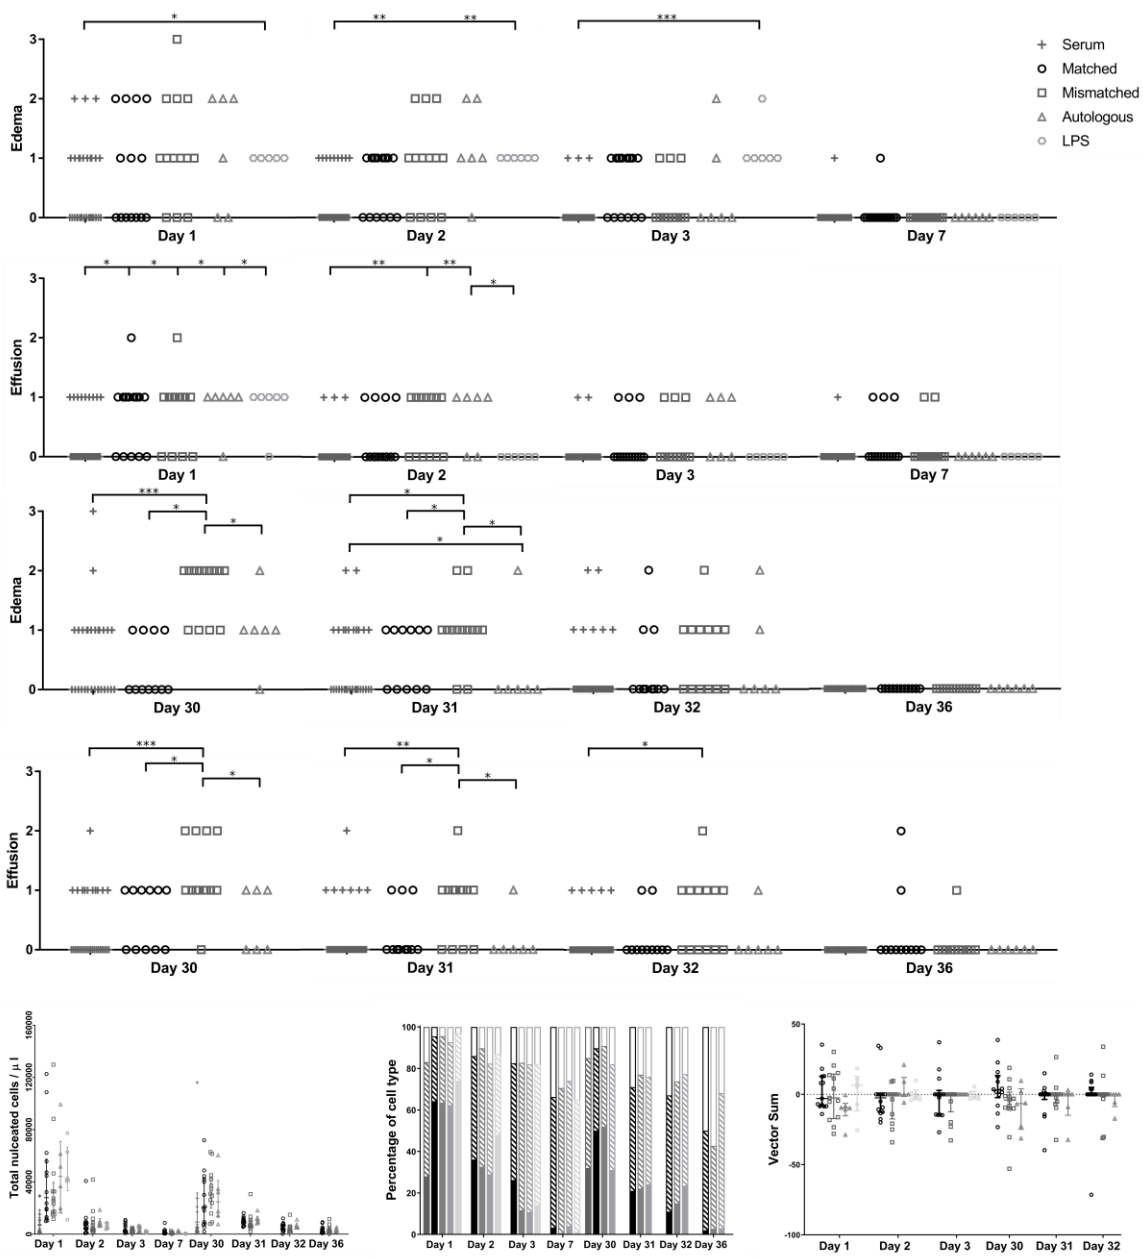 *
**
**
***
Serum
Matched
Mismatched
Autologous
LPS
3
2
1
0
Edema
Day 1
Day 2
Day 3
Day 7
*
*
*
*
**
**
*
3
2
1
0
Effusion
Day 1
Day 2
Day 3
Day 7
***
*
*
*
*
*
*
3
2
1
0
Edema
Day 30
Day 31
Day 32
Day 36
***
*
*
**
*
*
*
3
2
1
0
Effusion
Day 30
Day 31
Day 32
Day 36
Total nulceated cells / µl
160000
120000
80000
40000
0
Day 1
Day 2
Day 3
Day 7
Day 30
Day 31
Day 32
Day 36
Percentage of cell type
100
80
60
40
20
0
Day 1
Day 2
Day 3
Day 7
Day 30
Day 31
Day 32
Day 36
Vector Sum
50
0
-50
-100
Day 1
Day 2
Day 3
Day 30
Day 31
Day 32